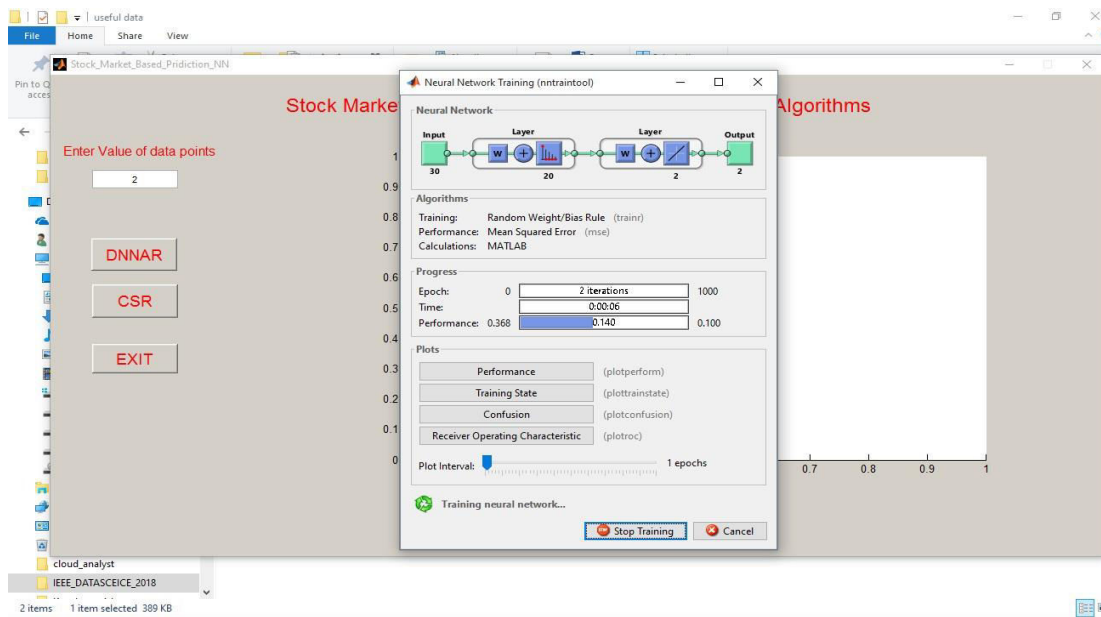 useful data
File Home Share View
Stock_Market_Based_Pridiction_NN
Pin to Q
acces
Stock Marke
Algorithms
Enter Value of data points
2
DNNAR
CSR
EXIT
1
0.9
0.8
0.7
0.6
0.5
0.4
0.3
0.2
0.1
0
0.7 0.8 0.9 1
Neural Network Training (nntraintool)
Neural Network
Input Layer Layer Output
W + W +
30 20 2 2
Algorithms
Training: Random Weight/Bias Rule (trainr)
Performance: Mean Squared Error (mse)
Calculations: MATLAB
Progress
Epoch: 0 2 iterations 1000
Time: 0:00:06
Performance: 0.368 0.140 0.100
Plots
Performance (plotperform)
Training State (plottrainstate)
Confusion (plotconfusion)
Receiver Operating Characteristic (plotroc)
Plot Interval: 1 epochs
Training neural network...
Stop Training Cancel
cloud_analyst
IEEE_DATASCEICE_2018
2 items 1 item selected 389 KB